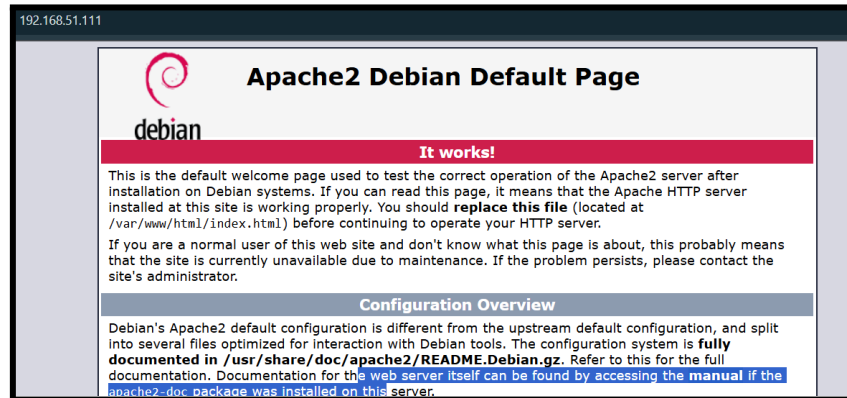 192.168.51.111
Apache2 Debian Default Page
debian
It works!
This is the default welcome page used to test the correct operation of the Apache2 server after
installation on Debian systems. If you can read this page, it means that the Apache HTTP server
installed at this site is working properly. You should replace this file (located at
/var/www/html/index.html) before continuing to operate your HTTP server.
If you are a normal user of this web site and don't know what this page is about, this probably means
that the site is currently unavailable due to maintenance. If the problem persists, please contact the
site's administrator.
Configuration Overview
Debian's Apache2 default configuration is different from the upstream default configuration, and split
into several files optimized for interaction with Debian tools. The configuration system is fully
documented in /usr/share/doc/apache2/README.Debian.gz. Refer to this for the full
documentation. Documentation for the web server itself can be found by accessing the manual if the
apache2-doc package was installed on this server.